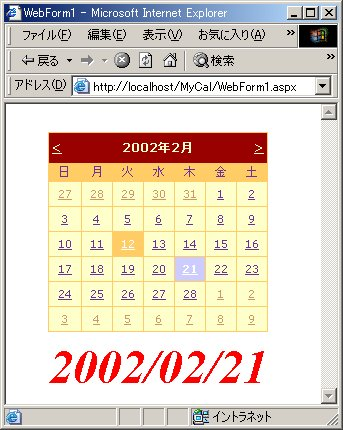 WebForm1 - Microsoft Internet Explorer
ファイル(F) 編集(E) 表示(V) お気に入り(A) »
戻る 検索 »
アドレス(D) http://localhost/MyCal/WebForm1.aspx
< 2002年2月 >
日 月 火 水 木 金 土
27 28 29 30 31 1 2
3 4 5 6 7 8 9
10 11 12 13 14 15 16
17 18 19 20 21 22 23
24 25 26 27 28 1 2
3 4 5 6 7 8 9
2002/02/21
イントラネット